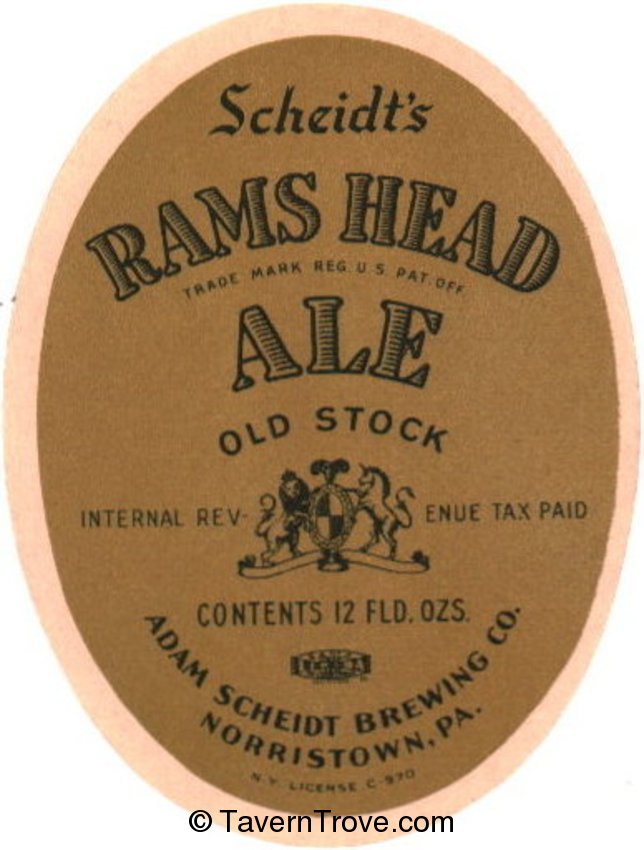 Scheidt's
RAMS HEAD
TRADE MARK REG. U.S. PAT. OFF.
ALE
OLD STOCK
INTERNAL REV- ENUE TAX PAID
CONTENTS 12 FLD. OZS.
ADAM SCHEIDT BREWING CO.
NORRISTOWN, PA.
N.Y. LICENSE C-970
© TavernTrove.com